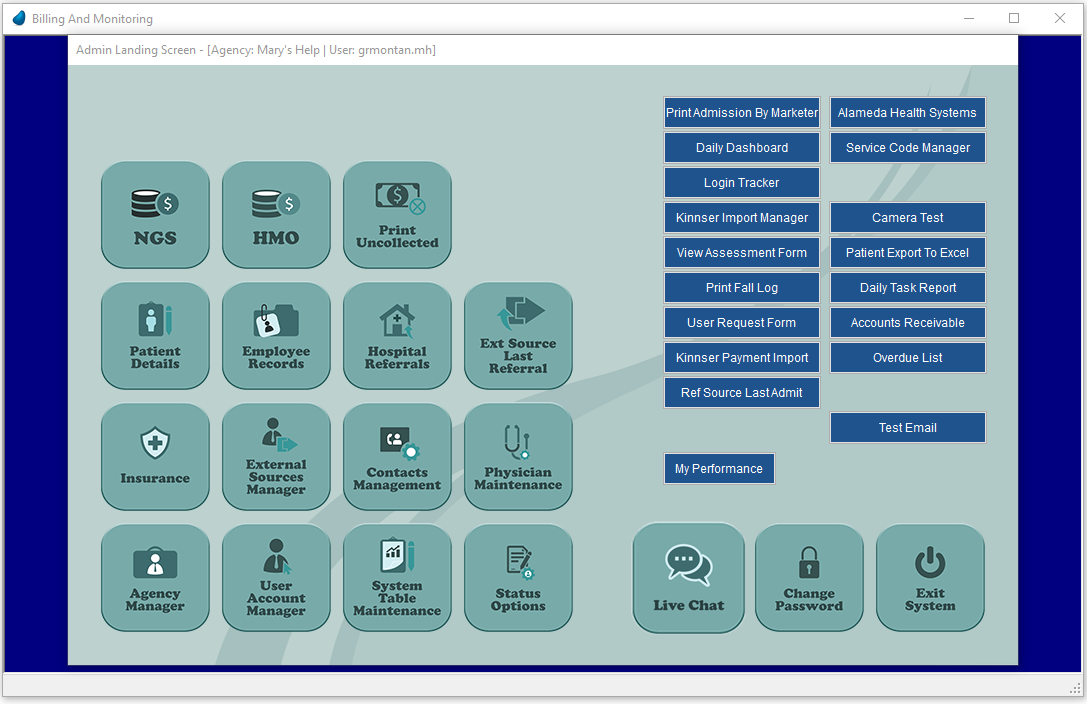 Billing And Monitoring
Admin Landing Screen - [Agency: Mary's Help | User: grmontan.mh]
NGS
HMO
Print
Uncollected
Patient
Details
Employee
Records
Hospital
Referrals
Ext Source
Last
Referral
Insurance
External
Sources
Manager
Contacts
Management
Physician
Maintenance
Agency
Manager
User
Account
Manager
System
Table
Maintenance
Status
Options
Print Admission By Marketer
Alameda Health Systems
Daily Dashboard
Service Code Manager
Login Tracker
Kinnser Import Manager
Camera Test
View Assessment Form
Patient Export To Excel
Print Fall Log
Daily Task Report
User Request Form
Accounts Receivable
Kinnser Payment Import
Overdue List
Ref Source Last Admit
Test Email
My Performance
Live Chat
Change
Password
Exit
System